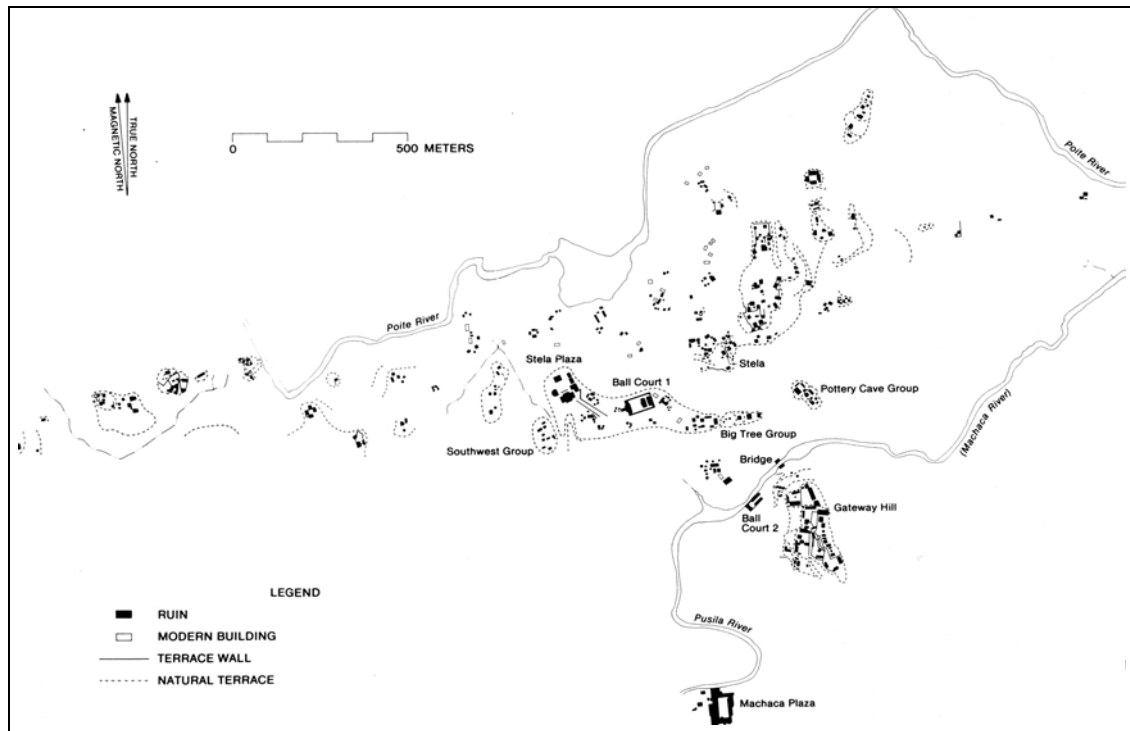 Poite River
TRUE NORTH
MAGNETIC NORTH
0 500 METERS
Poite River
Stela Plaza
Ball Court 1
Stela
Pottery Cave Group
Big Tree Group
Southwest Group
Bridge
(Machaca River)
Ball
Court 2
Gateway Hill
LEGEND
RUIN
MODERN BUILDING
TERRACE WALL
NATURAL TERRACE
Pusila River
Machaca Plaza